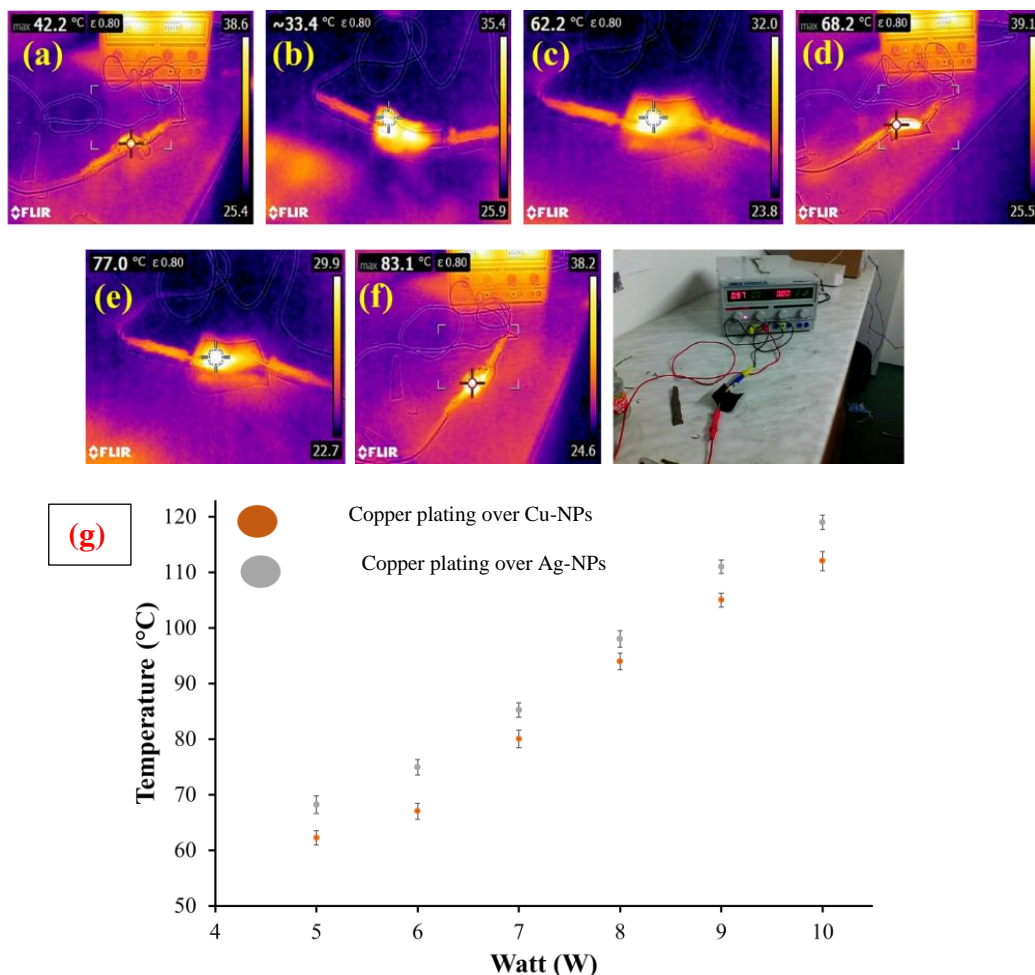 max 42.2 °C ε 0.80 38.6
(a)
25.4
FLIR
~33.4 °C ε 0.80 35.4
(b)
25.9
FLIR
62.2 °C ε 0.80 32.0
(c)
23.8
FLIR
max 68.2 °C ε 0.80 39.1
(d)
25.5
FLIR
77.0 °C ε 0.80 29.9
(e)
22.7
FLIR
max 83.1 °C ε 0.80 38.2
(f)
24.6
FLIR
(g)
Copper plating over Cu-NPs
Copper plating over Ag-NPs
Temperature (°C)
120
110
100
90
80
70
60
50
4 5 6 7 8 9 10
Watt (W)